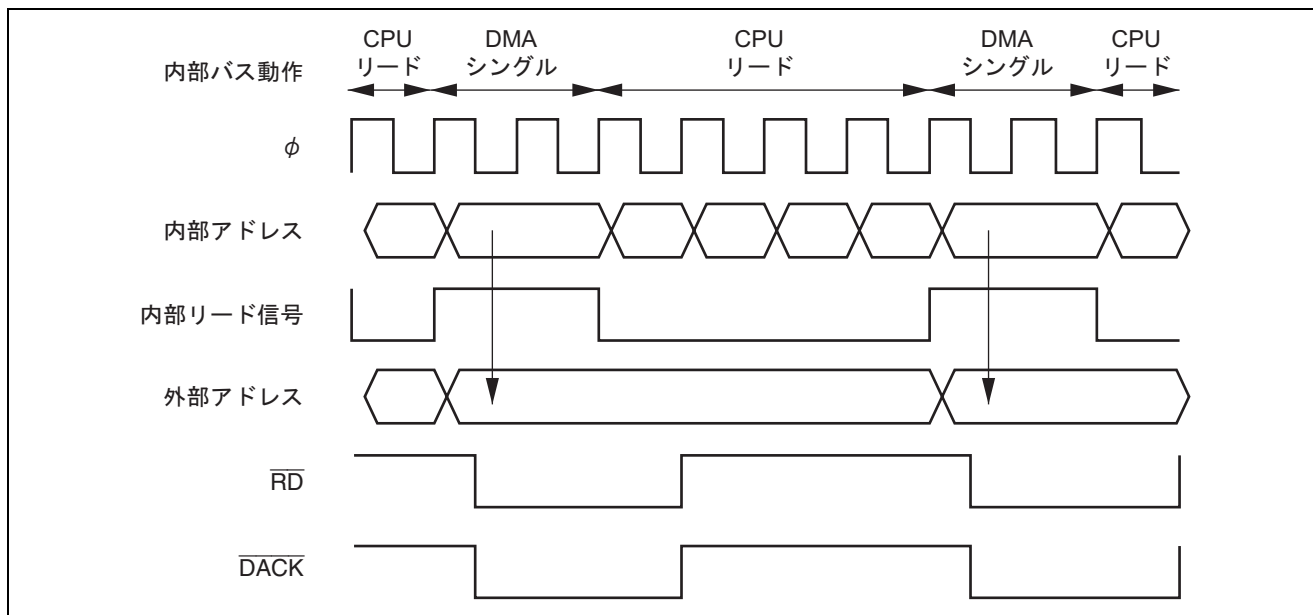 CPU
リード
DMA
シングル
CPU
リード
DMA
シングル
CPU
リード
内部バス動作
φ
内部アドレス
内部リード信号
外部アドレス
RD
DACK